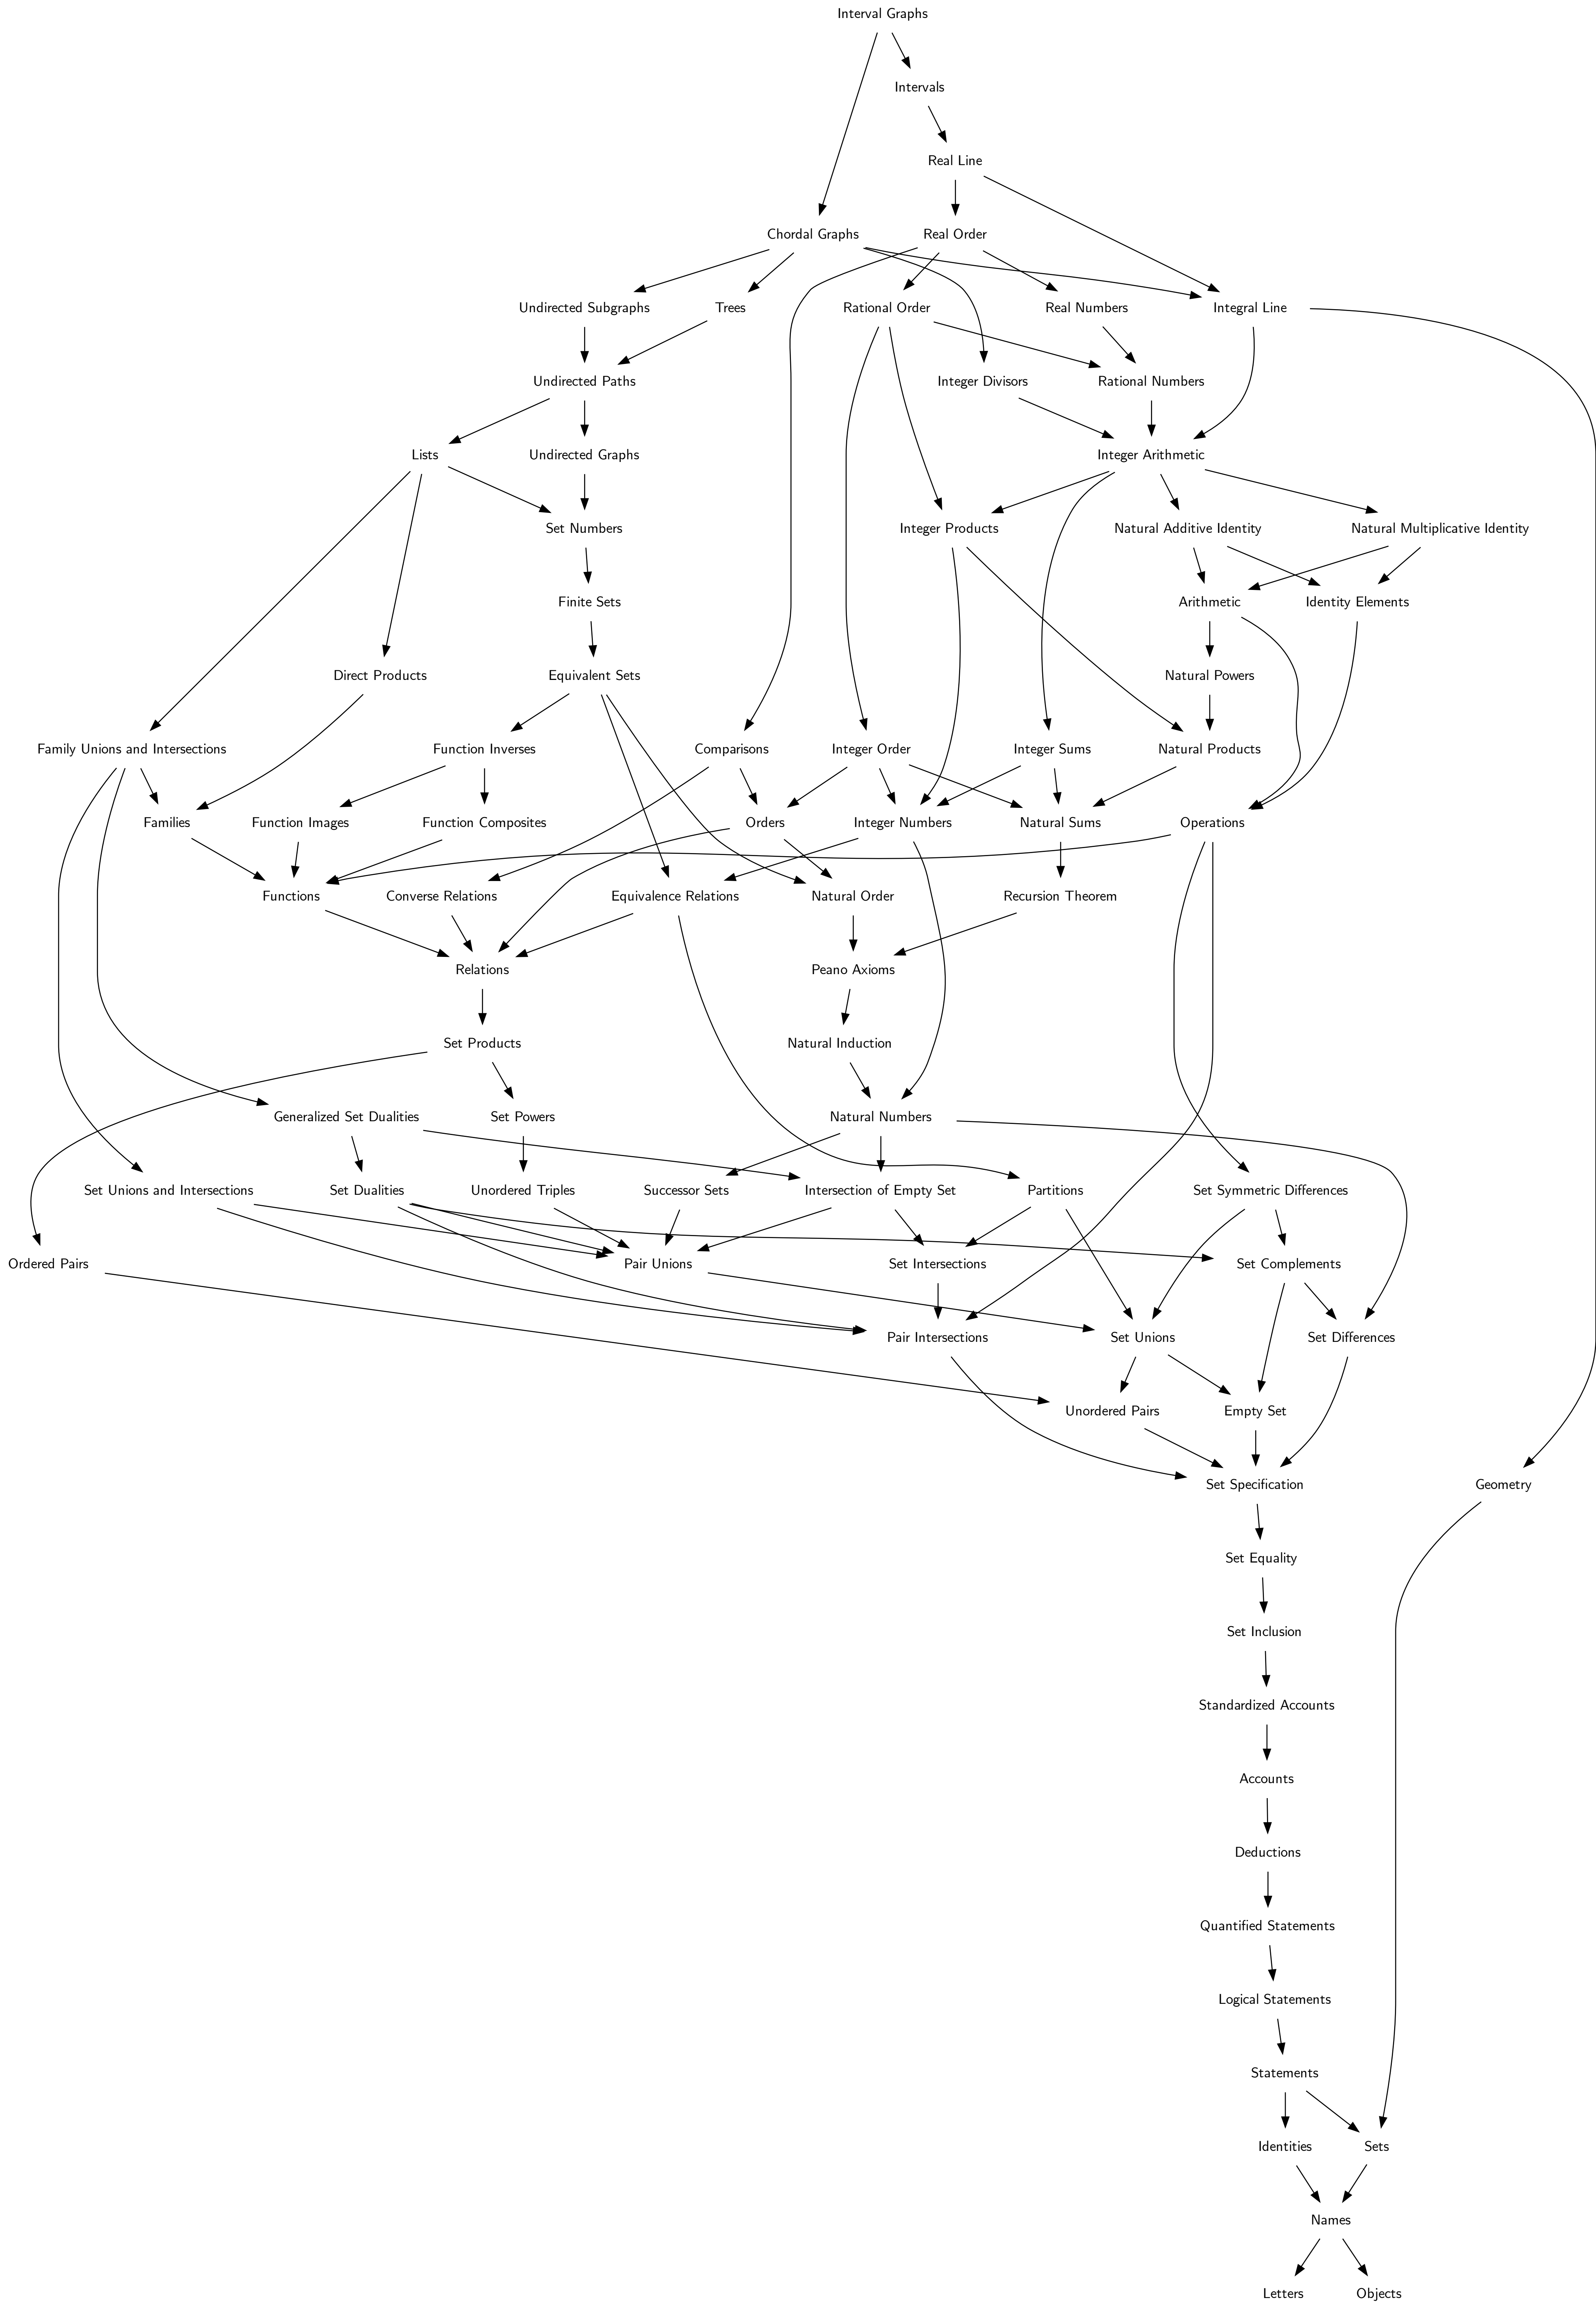 Interval Graphs
Intervals
Real Line
Chordal Graphs
Real Order
Undirected Subgraphs
Trees
Rational Order
Real Numbers
Integral Line
Undirected Paths
Integer Divisors
Rational Numbers
Lists
Undirected Graphs
Integer Arithmetic
Set Numbers
Integer Products
Natural Additive Identity
Natural Multiplicative Identity
Finite Sets
Arithmetic
Identity Elements
Direct Products
Equivalent Sets
Natural Powers
Family Unions and Intersections
Function Inverses
Comparisons
Integer Order
Integer Sums
Natural Products
Families
Function Images
Function Composites
Orders
Integer Numbers
Natural Sums
Operations
Functions
Converse Relations
Equivalence Relations
Natural Order
Recursion Theorem
Relations
Peano Axioms
Set Products
Natural Induction
Generalized Set Dualities
Set Powers
Natural Numbers
Set Unions and Intersections
Set Dualities
Unordered Triples
Successor Sets
Intersection of Empty Set
Partitions
Set Symmetric Differences
Ordered Pairs
Pair Unions
Set Intersections
Set Complements
Pair Intersections
Set Unions
Set Differences
Unordered Pairs
Empty Set
Set Specification
Geometry
Set Equality
Set Inclusion
Standardized Accounts
Accounts
Deductions
Quantified Statements
Logical Statements
Statements
Identities
Sets
Names
Letters
Objects